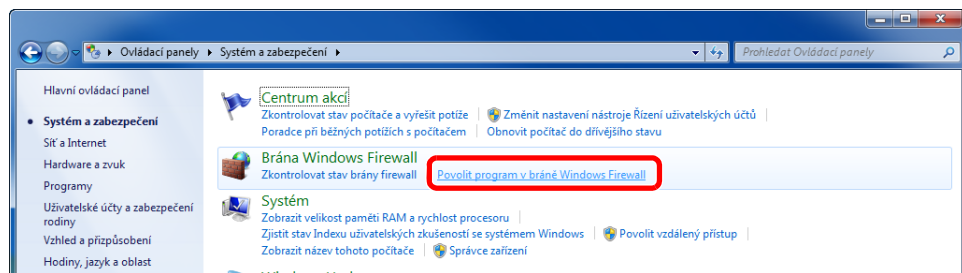 Ovládací panely Systém a zabezpečení Prohledat Ovládací panely
Hlavní ovládací panel
Systém a zabezpečení
Síť a Internet
Hardware a zvuk
Programy
Uživatelské účty a zabezpečení
rodiny
Vzhled a přizpůsobení
Hodiny, jazyk a oblast
Centrum akcí
Zkontrolovat stav počítače a vyřešit potíže Změnit nastavení nástroje Řízení uživatelských účtů
Poradce při běžných potížích s počítačem Obnovit počítač do dřívějšího stavu
Brána Windows Firewall
Zkontrolovat stav brány firewall Povolit program v bráně Windows Firewall
Systém
Zobrazit velikost paměti RAM a rychlost procesoru
Zjistit stav Indexu uživatelských zkušeností se systémem Windows Povolit vzdálený přístup
Zobrazit název tohoto počítače Správce zařízení